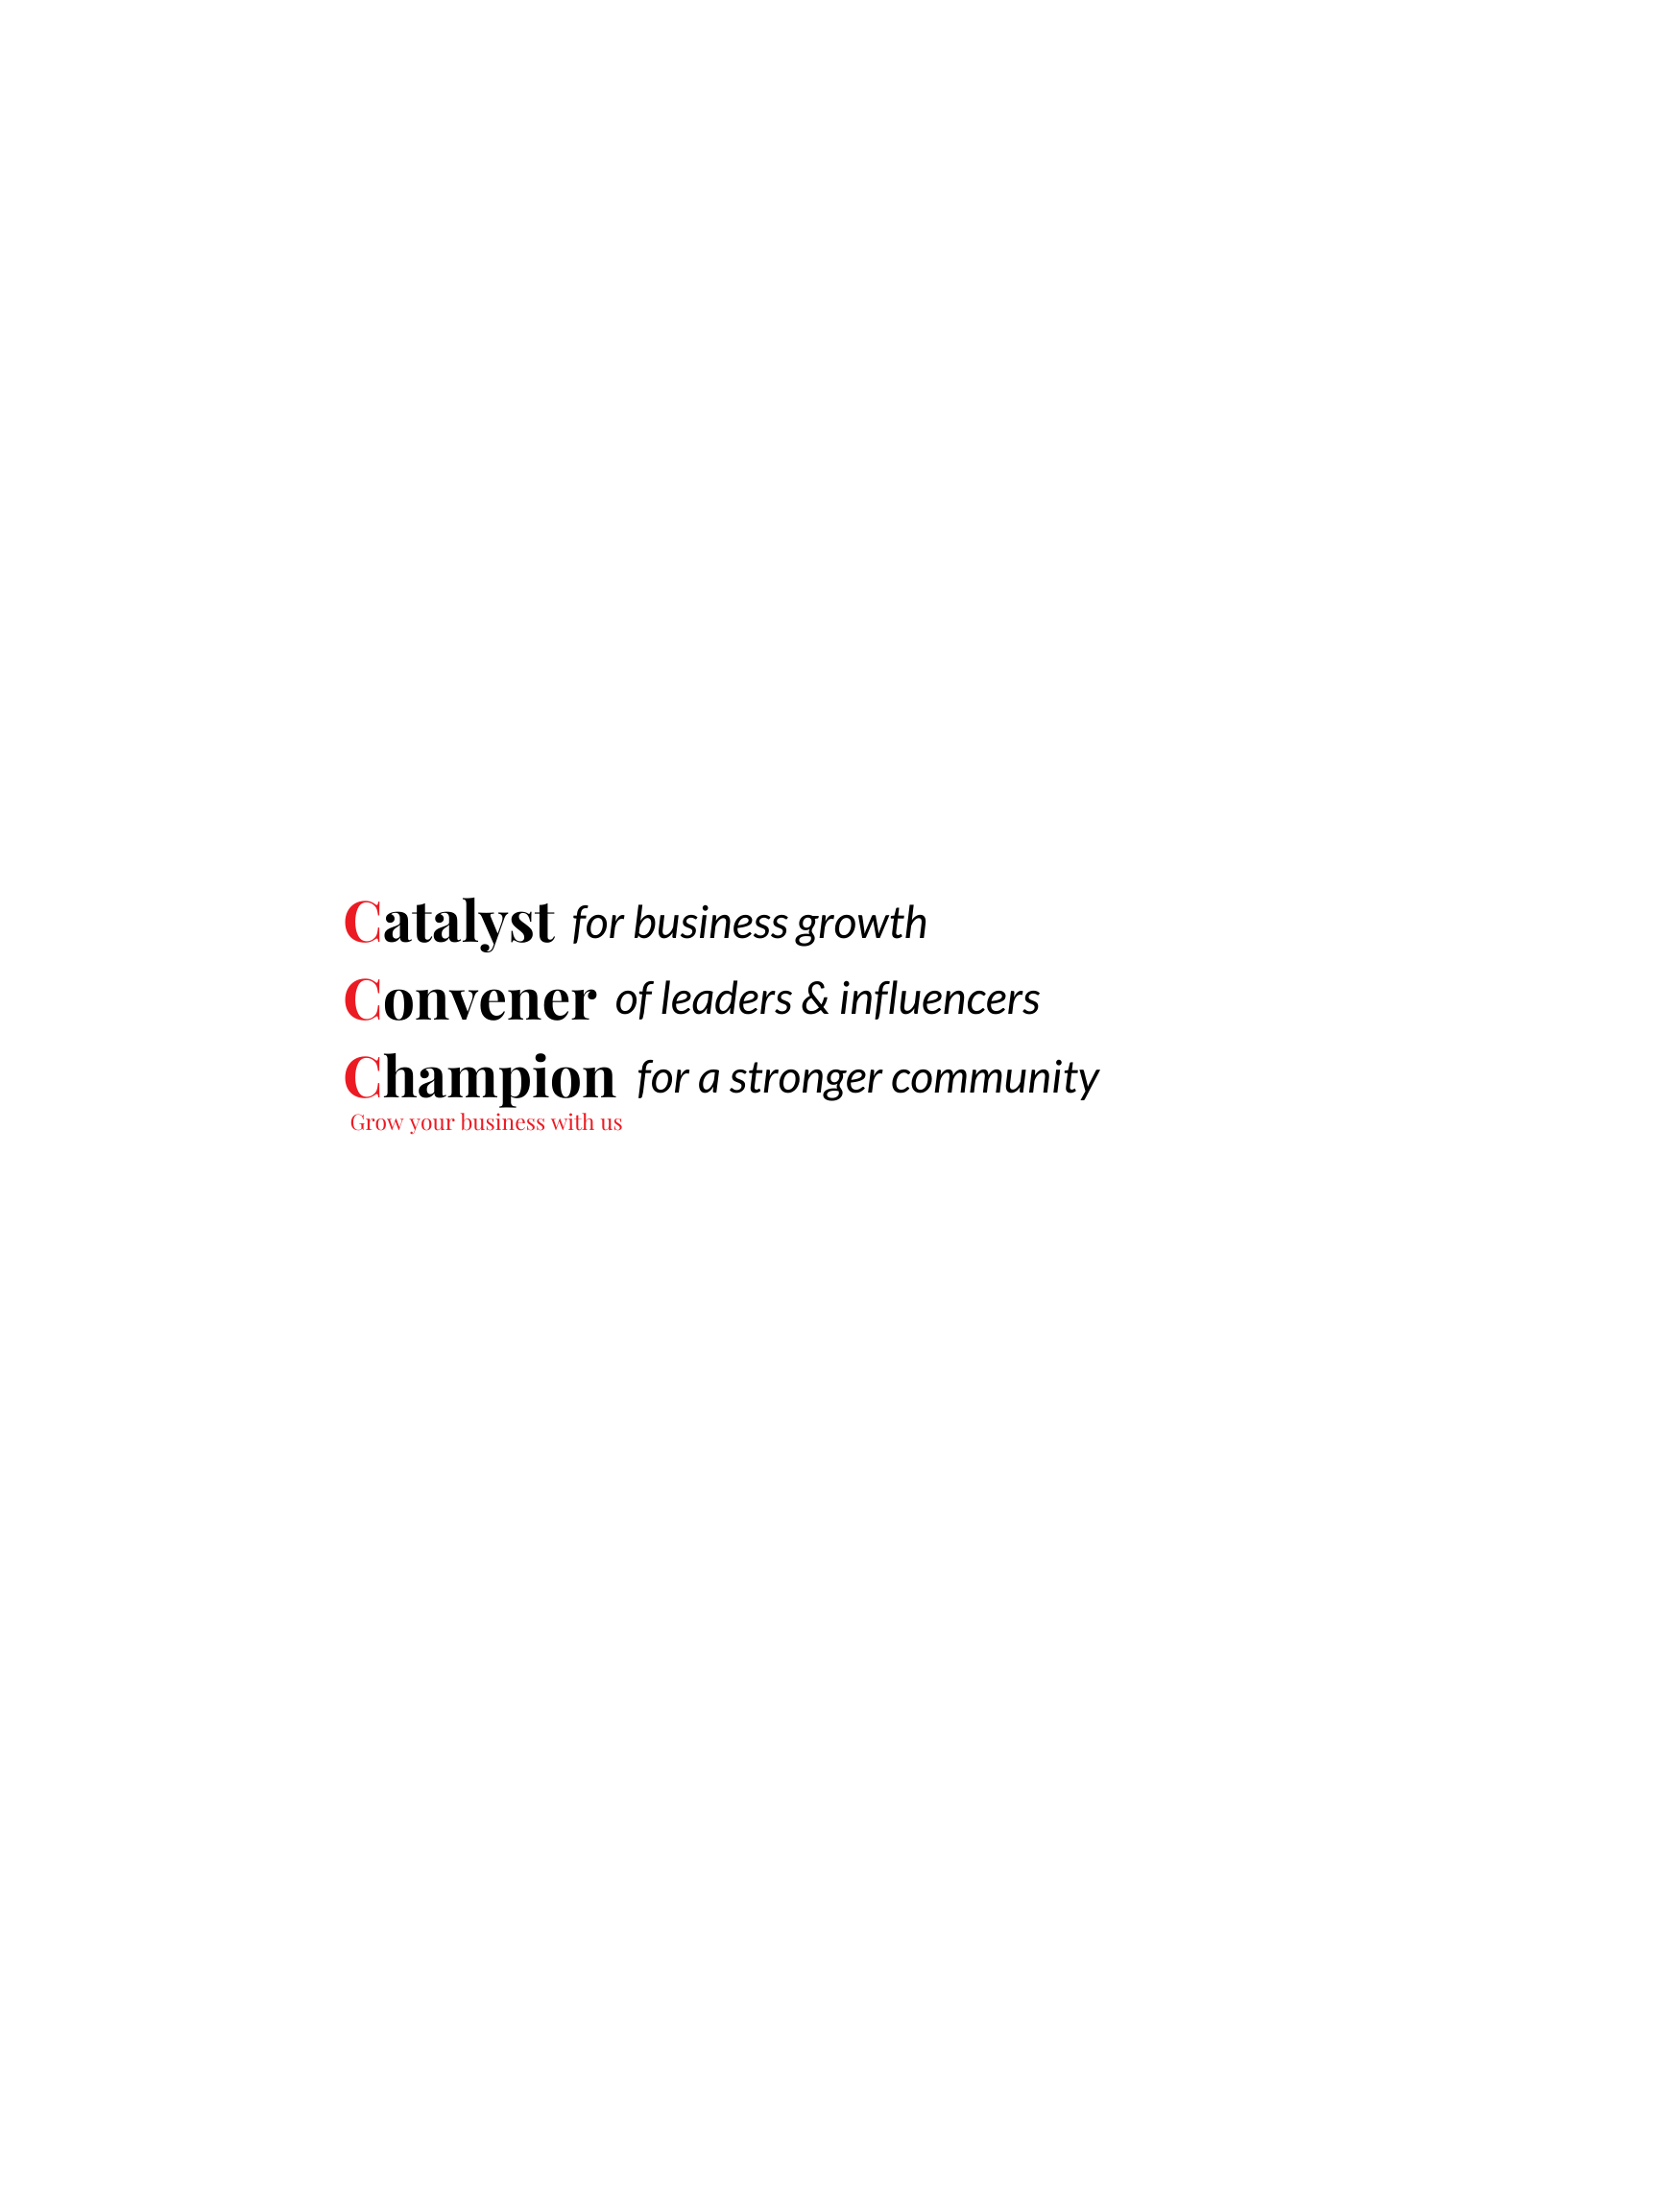 Catalyst for business growth
Convener of leaders & influencers
Champion for a stronger community
Grow your business with us